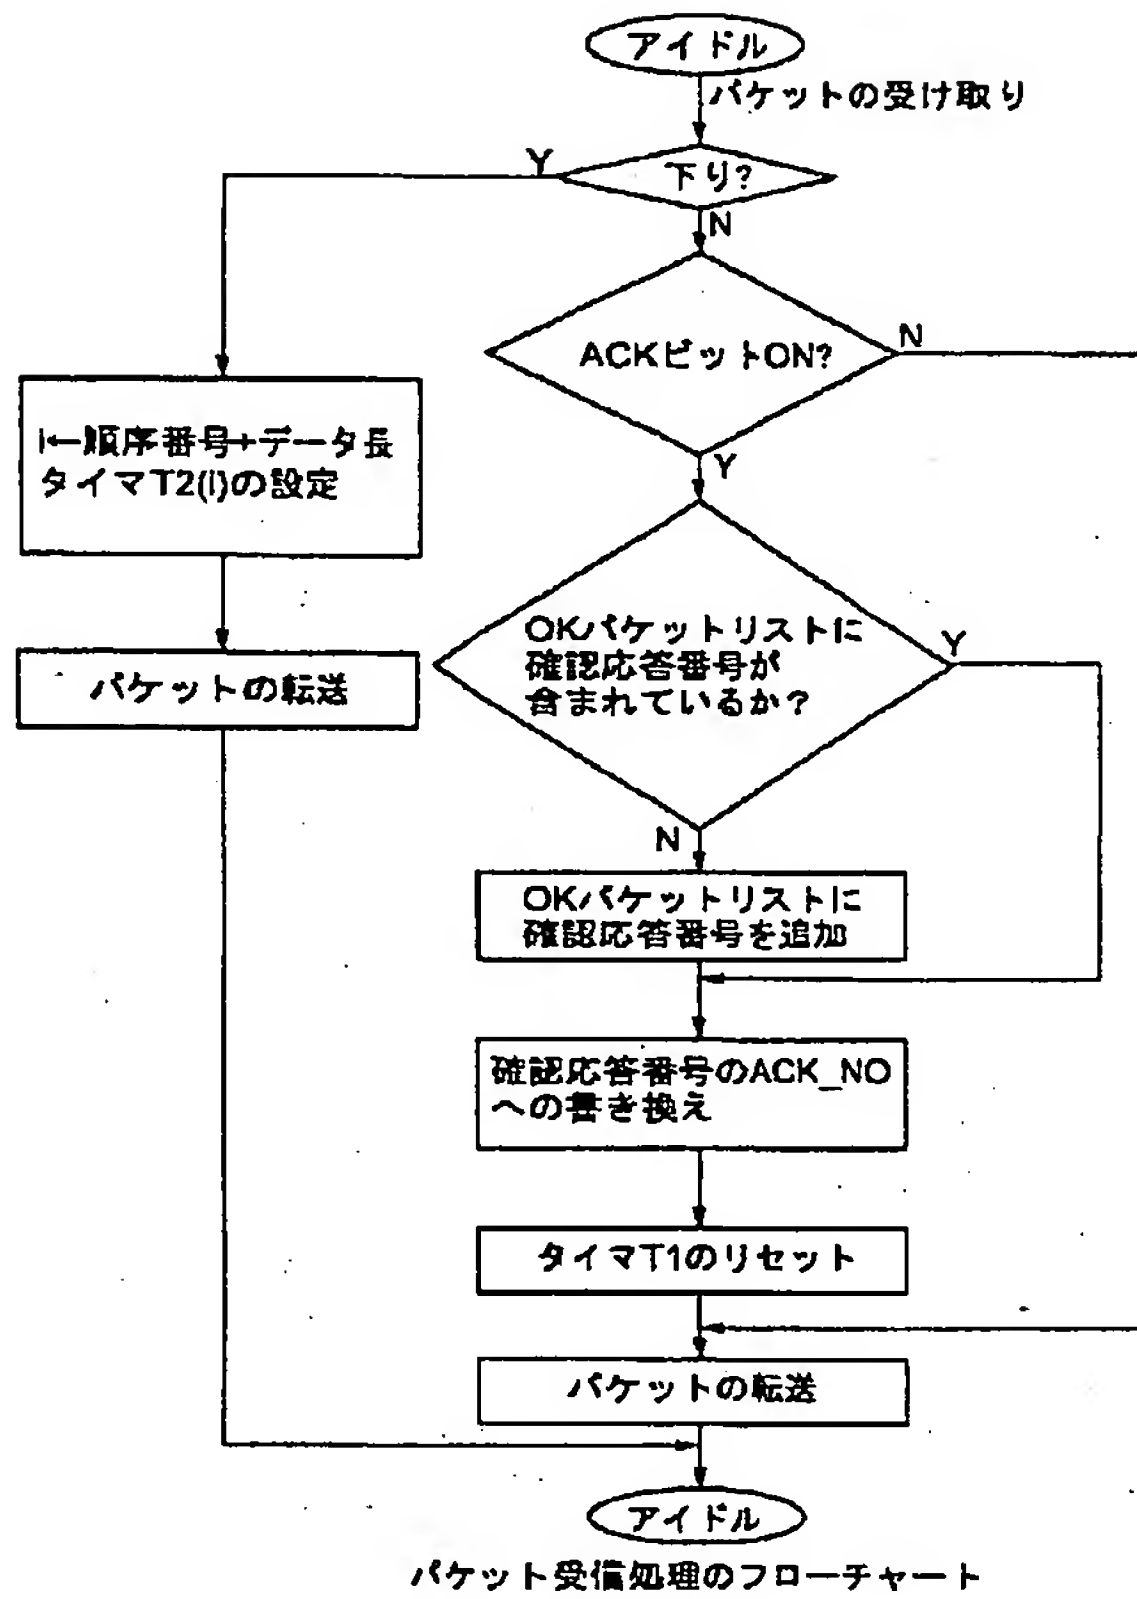 アイドル
パケットの受け取り
Y
下り?
N
ACKビットON?
N
i←順序番号+データ長
タイマT2(i)の設定
Y
OKパケットリストに
確認応答番号が
含まれているか？
Y
パケットの転送
N
OKパケットリストに
確認応答番号を追加
確認応答番号のACK_NO
への書き換え
タイマT1のリセット
パケットの転送
アイドル
パケット受信処理のフローチャート